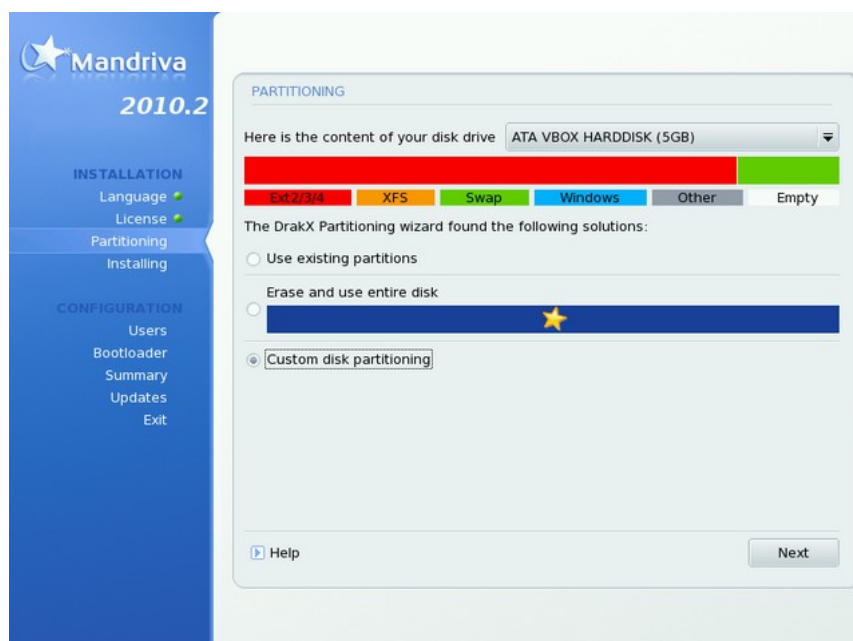 Mandriva
2010.2
INSTALLATION
Language
License
Partitioning
Installing
CONFIGURATION
Users
Bootloader
Summary
Updates
Exit
PARTITIONING
Here is the content of your disk drive ATA VBOX HARDDISK (5GB)
Ext2/3/4 XFS Swap Windows Other Empty
The DrakX Partitioning wizard found the following solutions:
Use existing partitions
Erase and use entire disk
Custom disk partitioning
Help Next